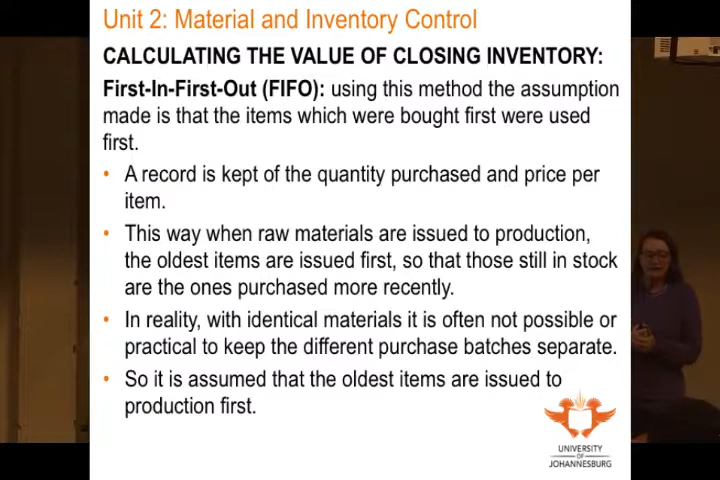 Unit 2: Material and Inventory Control
CALCULATING THE VALUE OF CLOSING INVENTORY:
First-In-First-Out (FIFO): using this method the assumption
made is that the items which were bought first were used
first.
• A record is kept of the quantity purchased and price per
item.
• This way when raw materials are issued to production,
the oldest items are issued first, so that those still in stock
are the ones purchased more recently.
• In reality, with identical materials it is often not possible or
practical to keep the different purchase batches separate.
• So it is assumed that the oldest items are issued to
production first.
UNIVERSITY
OF
JOHANNESBURG